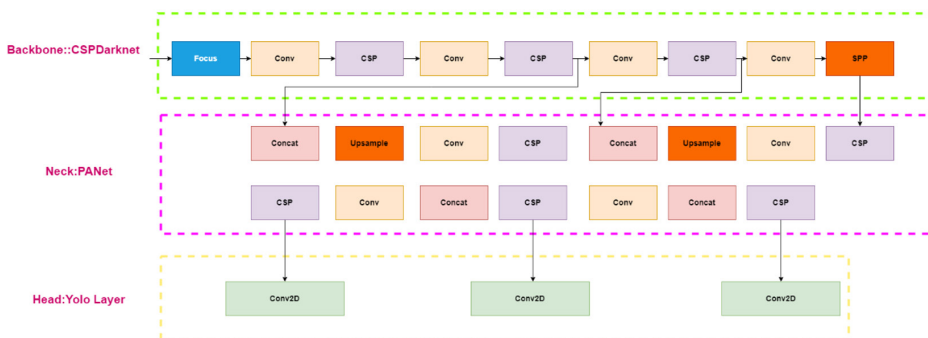 Backbone::CSPDarknet
Focus
Conv
CSP
Conv
CSP
Conv
CSP
Conv
SPP
Neck:PANet
Concat
Upsample
Conv
CSP
Concat
Upsample
Conv
CSP
CSP
Conv
Concat
CSP
Conv
Concat
CSP
Head:Yolo Layer
Conv2D
Conv2D
Conv2D